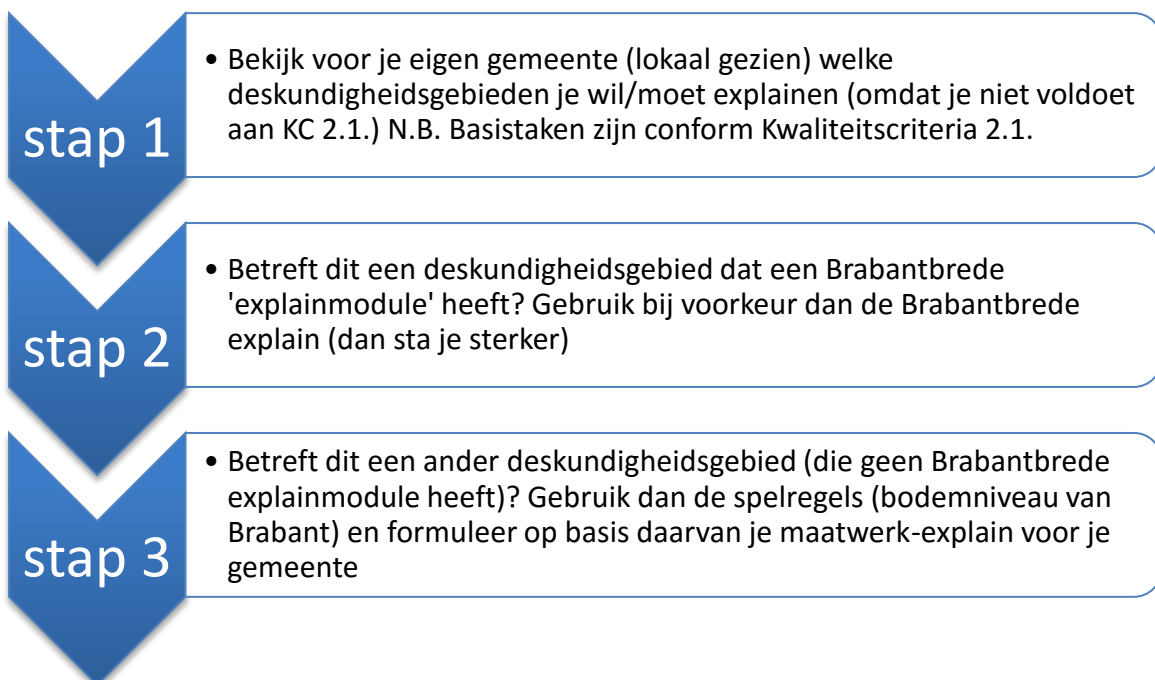 stap 1
• Bekijk voor je eigen gemeente (lokaal gezien) welke
deskundigheidsgebieden je wil/moet explainen (omdat je niet voldoet
aan KC 2.1.) N.B. Basistaken zijn conform Kwaliteitscriteria 2.1.
stap 2
• Betreft dit een deskundigheidsgebied dat een Brabantbrede
'explainmodule' heeft? Gebruik bij voorkeur dan de Brabantbrede
explain (dan sta je sterker)
stap 3
• Betreft dit een ander deskundigheidsgebied (die geen Brabantbrede
explainmodule heeft)? Gebruik dan de spelregels (bodemniveau van
Brabant) en formuleer op basis daarvan je maatwerk-explain voor je
gemeente